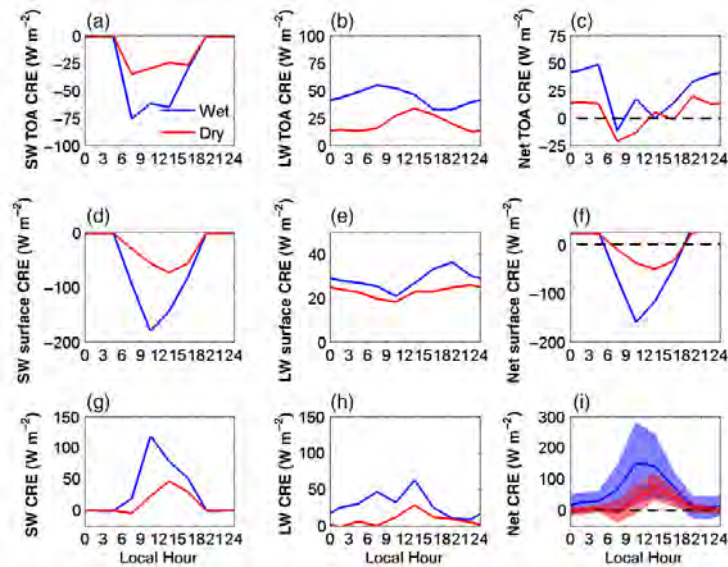 (a) (b) (c)
SW TOA CRE (W m−2) 0 −25 −50 −75 −100
Wet
Dry
0 3 6 9 12 15 18 21 24
LW TOA CRE (W m−2) 100 75 50 25 0
0 3 6 9 12 15 18 21 24
Net TOA CRE (W m−2) 75 50 25 0 −25
0 3 6 9 12 15 18 21 24
(d) (e) (f)
SW surface CRE (W m−2) 0 −100 −200
0 3 6 9 12 15 18 21 24
LW surface CRE (W m−2) 40 20 0
0 3 6 9 12 15 18 21 24
Net surface CRE (W m−2) 0 −100 −200
0 3 6 9 12 15 18 21 24
(g) (h) (i)
SW CRE (W m−2) 150 100 50 0
0 3 6 9 12 15 18 21 24
Local Hour
LW CRE (W m−2) 150 100 50 0
0 3 6 9 12 15 18 21 24
Local Hour
Net CRE (W m−2) 300 200 100 0
0 3 6 9 12 15 18 21 24
Local Hour